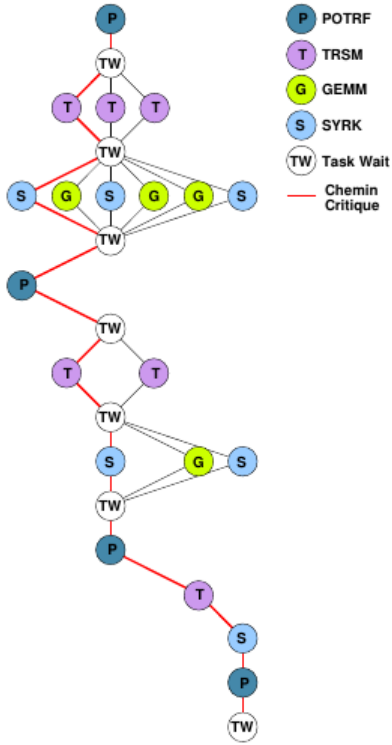 P POTRF
TW T TRSM
T T T G GEMM
S SYRK
TW TW Task Wait
S G S G G S Chemin
Critique
TW
P
TW
T T
TW
S G S
TW
P
T
S
P
TW